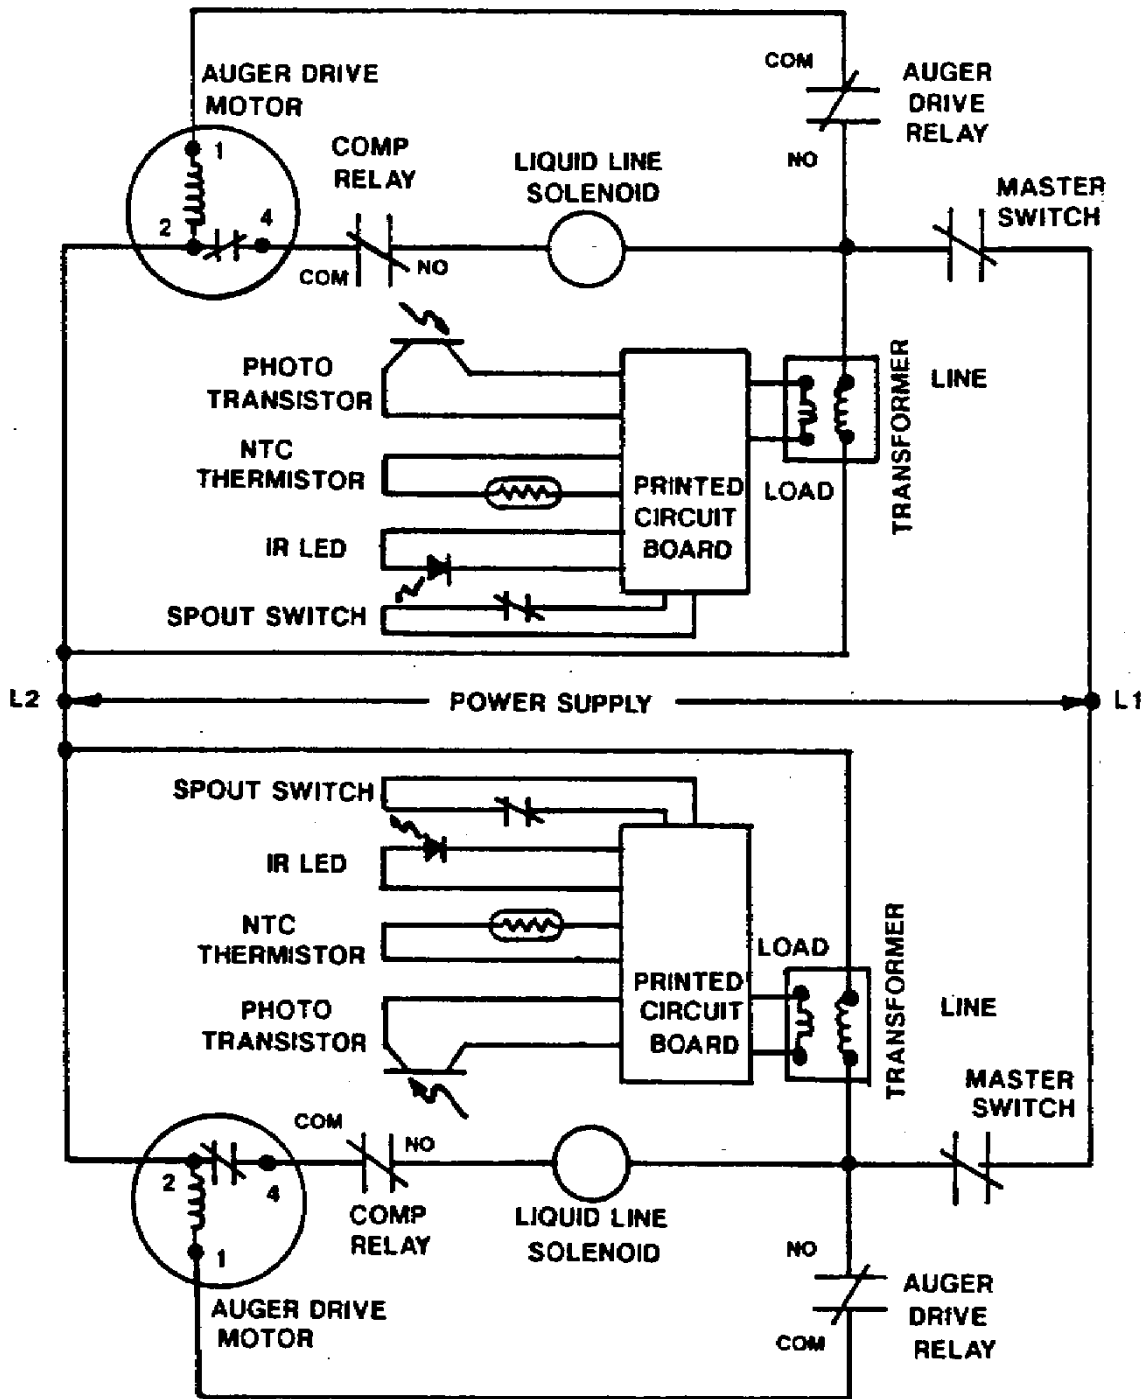 COM
AUGER DRIVE
MOTOR
AUGER
DRIVE
RELAY
1
COMP
RELAY
LIQUID LINE
SOLENOID
NO
MASTER
SWITCH
2
4
COM
NO
PHOTO
TRANSISTOR
LINE
TRANSFORMER
NTC
THERMISTOR
PRINTED
CIRCUIT
BOARD
LOAD
IR LED
SPOUT SWITCH
L2
POWER SUPPLY
L1
SPOUT SWITCH
IR LED
NTC
THERMISTOR
LOAD
TRANSFORMER
PRINTED
CIRCUIT
BOARD
LINE
PHOTO
TRANSISTOR
MASTER
SWITCH
COM
NO
2
4
COMP
RELAY
LIQUID LINE
SOLENOID
1
NO
AUGER
DRIVE
RELAY
AUGER DRIVE
MOTOR
COM